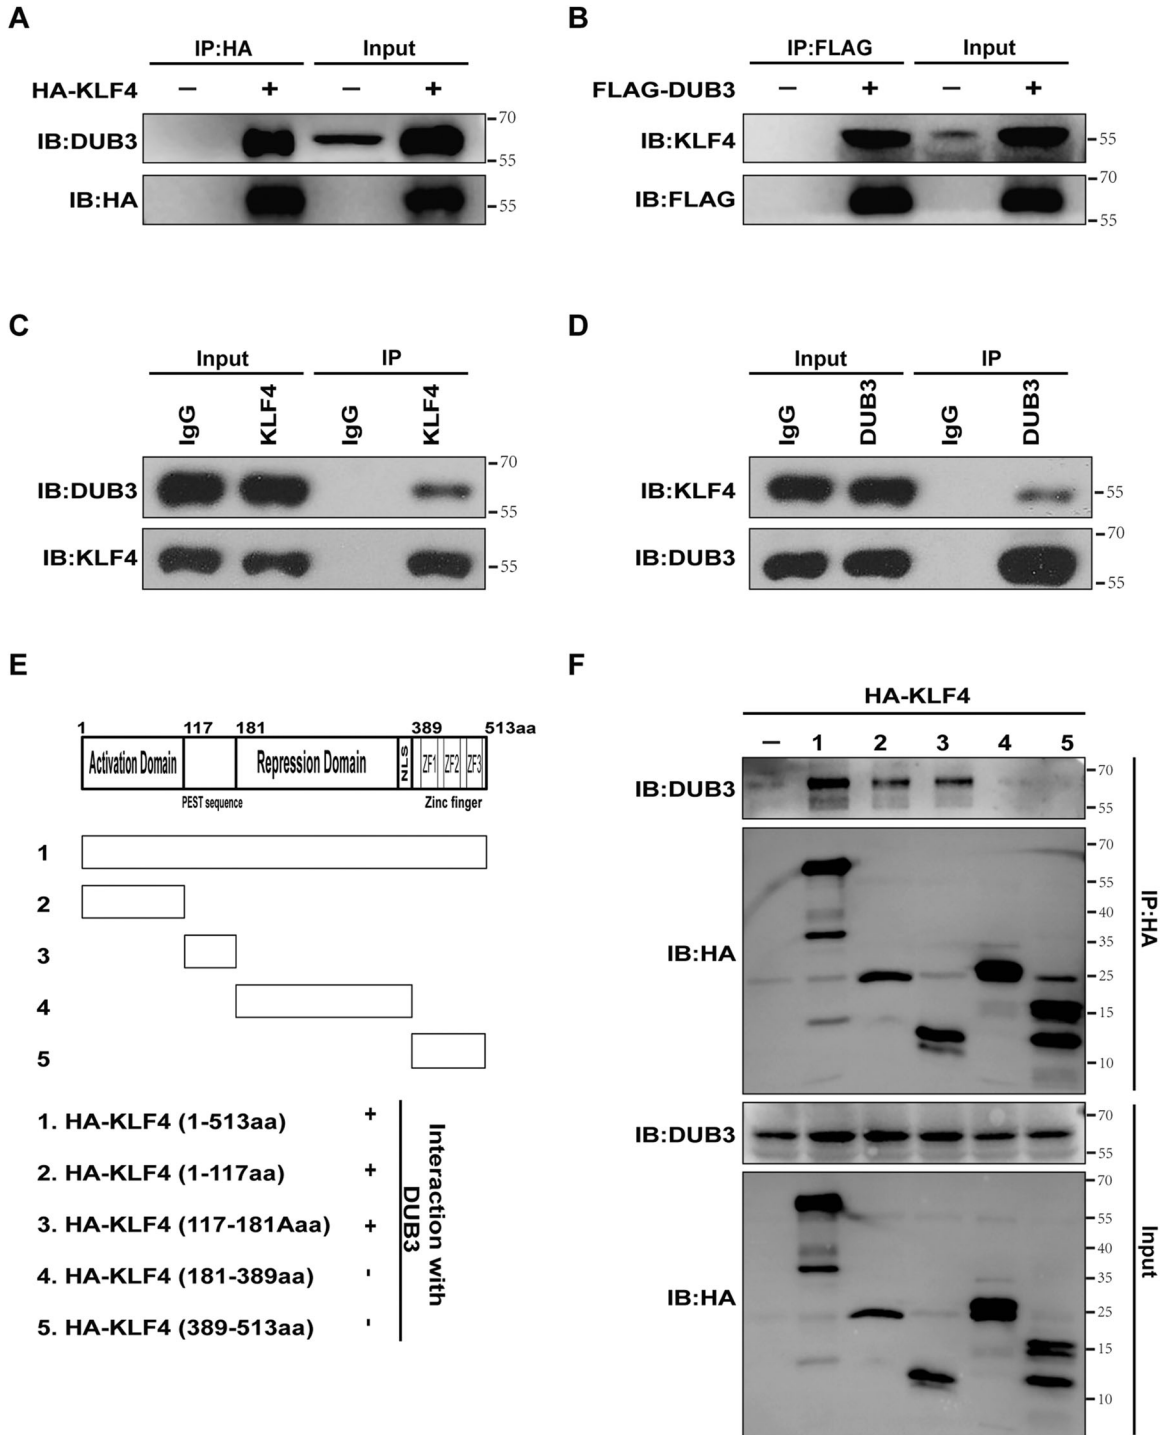 A
IP:HA Input
HA-KLF4 – + – +
IB:DUB3
70
55
IB:HA
55
B
IP:FLAG Input
FLAG-DUB3 – + – +
IB:KLF4
55
IB:FLAG
70
55
C
Input IP
IgG KLF4 IgG KLF4
IB:DUB3
70
55
IB:KLF4
55
D
Input IP
IgG DUB3 IgG DUB3
IB:KLF4
55
IB:DUB3
70
55
E
1 117 181 389 513aa
Activation Domain Repression Domain NLS ZF1 ZF2 ZF3
PEST sequence Zinc finger
1
2
3
4
5
1. HA-KLF4 (1-513aa) +
2. HA-KLF4 (1-117aa) +
3. HA-KLF4 (117-181Aaa) +
4. HA-KLF4 (181-389aa) -
5. HA-KLF4 (389-513aa) -
Interaction with
DUB3
F
HA-KLF4
– 1 2 3 4 5
IB:DUB3
70
55
IB:HA
70
55
40
35
25
15
10
IP:HA
IB:DUB3
70
55
IB:HA
70
55
40
35
25
15
10
Input